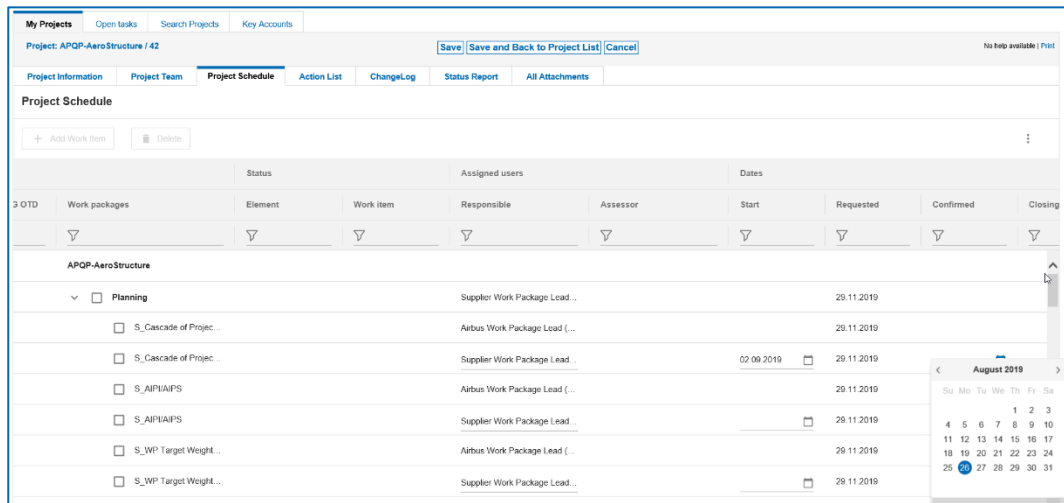 My Projects Open tasks Search Projects Key Accounts
Project: APQP-AeroStructure / 42 Save Save and Back to Project List Cancel No help available | Print
Project Information Project Team Project Schedule Action List ChangeLog Status Report All Attachments
Project Schedule
+ Add Work item Delete
Status Assigned users Dates
G OTD Work packages Element Work item Responsible Assessor Start Requested Confirmed Closing
APQP-AeroStructure
Planning Supplier Work Package Lead... 29.11.2019
S_Cascade of Projec... Airbus Work Package Lead (... 29.11.2019
S_Cascade of Projec... Supplier Work Package Lead... 02.09.2019 29.11.2019
S_AIPI/AIPS Airbus Work Package Lead (... 29.11.2019
S_AIPI/AIPS Supplier Work Package Lead... 29.11.2019
S_WP Target Weight... Airbus Work Package Lead (... 29.11.2019
S_WP Target Weight... Supplier Work Package Lead... 29.11.2019
August 2019
Su Mo Tu We Th Fr Sa
1 2 3
4 5 6 7 8 9 10
11 12 13 14 15 16 17
18 19 20 21 22 23 24
25 26 27 28 29 30 31